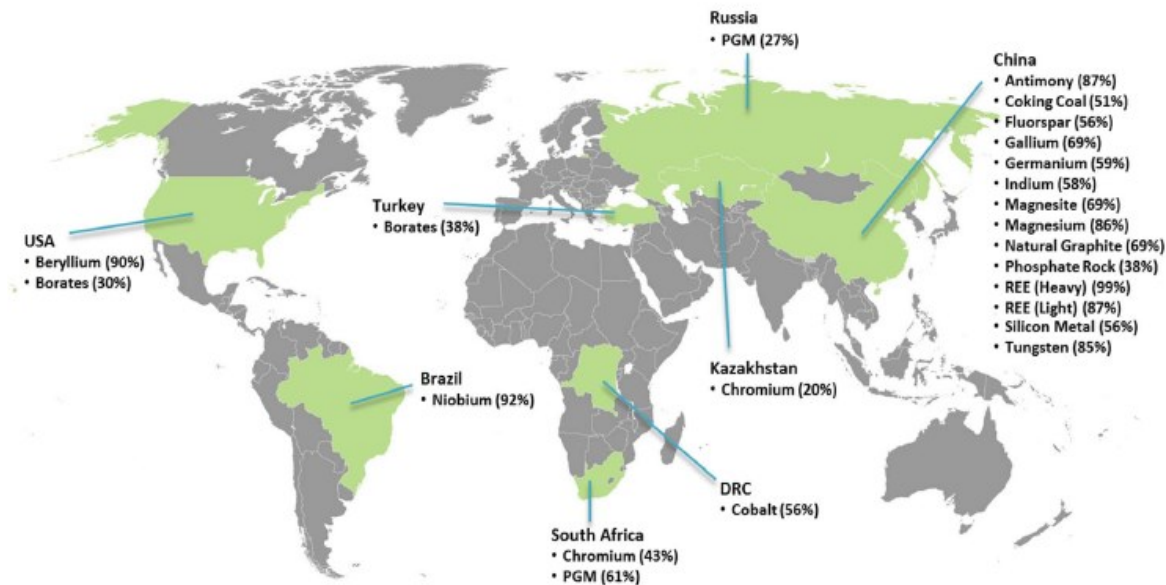 Russia
• PGM (27%)
China
• Antimony (87%)
• Coking Coal (51%)
• Fluorspar (56%)
• Gallium (69%)
• Germanium (59%)
• Indium (58%)
• Magnesite (69%)
• Magnesium (86%)
• Natural Graphite (69%)
• Phosphate Rock (38%)
• REE (Heavy) (99%)
• REE (Light) (87%)
• Silicon Metal (56%)
• Tungsten (85%)
Turkey
• Borates (38%)
USA
• Beryllium (90%)
• Borates (30%)
Kazakhstan
• Chromium (20%)
Brazil
• Niobium (92%)
DRC
• Cobalt (56%)
South Africa
• Chromium (43%)
• PGM (61%)